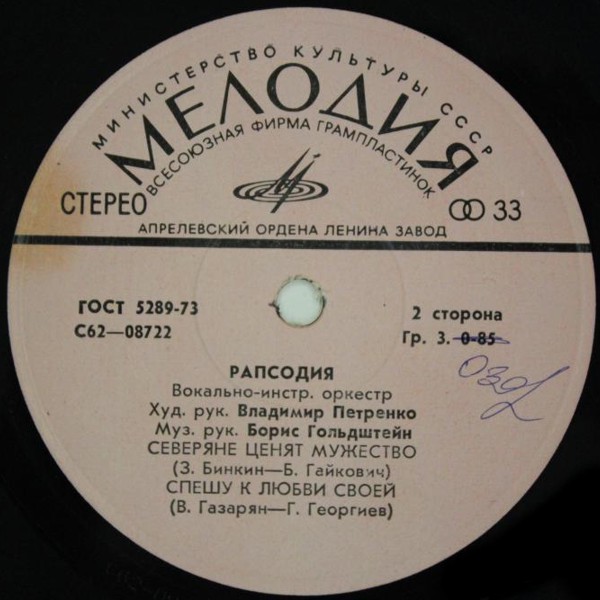 МИНИСТЕРСТВО КУЛЬТУРЫ СССР
МЕЛОДИЯ
ВСЕСОЮЗНАЯ ФИРМА ГРАМПЛАСТИНОК
СТЕРЕО
33
АПРЕЛЕВСКИЙ ОРДЕНА ЛЕНИНА ЗАВОД
ГОСТ 5289-73
С62—08722
2 сторона
Гр. 3. 0-85
РАПСОДИЯ
Вокально-инстр. оркестр
Худ. рук. Владимир Петренко
Муз. рук. Борис Гольдштейн
СЕВЕРЯНЕ ЦЕНЯТ МУЖЕСТВО
(З. Бинкин—Б. Гайкович)
СПЕШУ К ЛЮБВИ СВОЕЙ
(В. Газарян—Г. Георгиев)